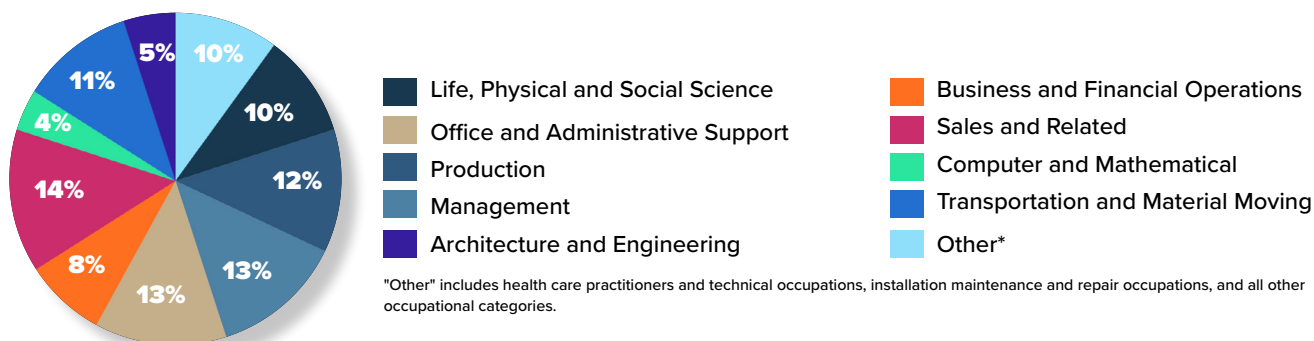 5%
10%
11%
10%
4%
12%
14%
8%
13%
13%
Life, Physical and Social Science
Office and Administrative Support
Production
Management
Architecture and Engineering
Business and Financial Operations
Sales and Related
Computer and Mathematical
Transportation and Material Moving
Other*
"Other" includes health care practitioners and technical occupations, installation maintenance and repair occupations, and all other
occupational categories.